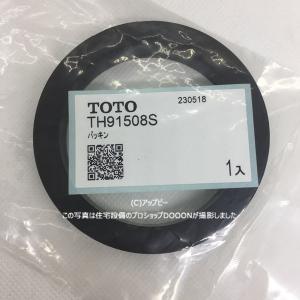 TOTO
230518
TH91508S
パッキン
1入
(C)アップピー
この写真は住宅設備のプロショップDOOONが撮影しました